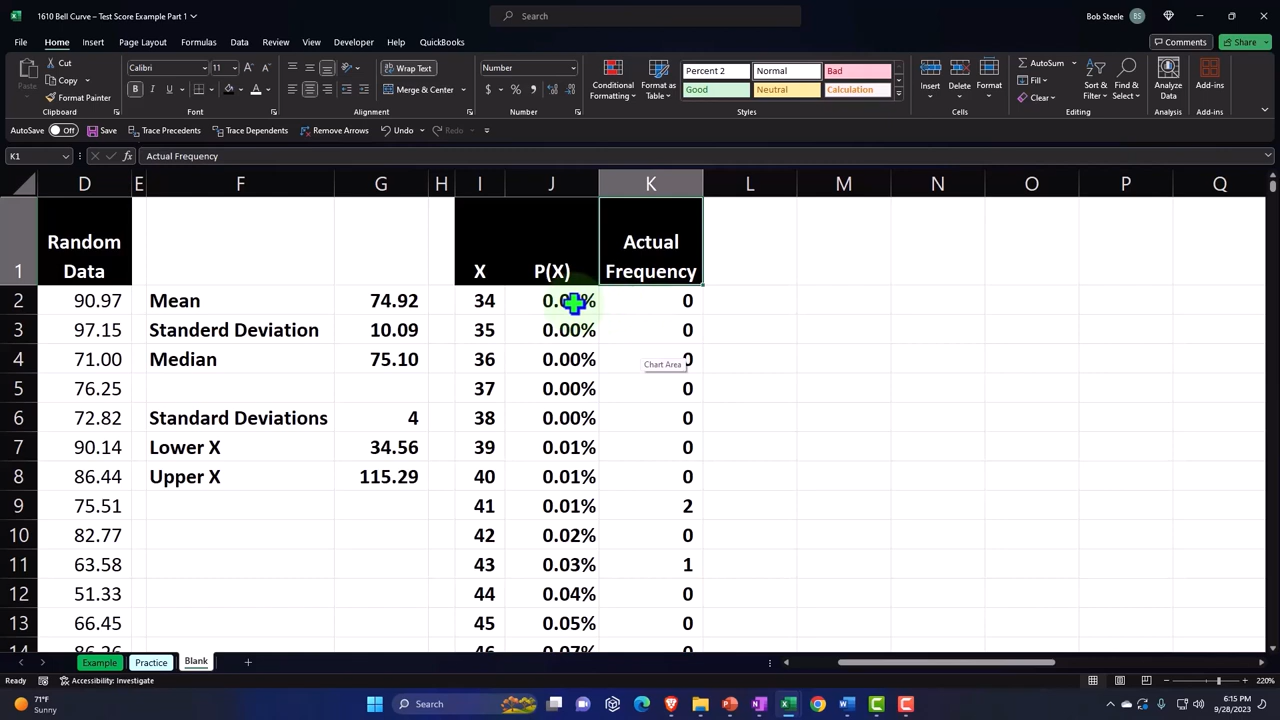 1610 Bell Curve – Test Score Example Part 1
Search
Bob Steele
BS
File Home Insert Page Layout Formulas Data Review View Developer Help QuickBooks
Comments Share
Cut
Copy
Format Painter
Clipboard
Calibri 11
Font
Wrap Text
Merge & Center
Alignment
Number
Number
Conditional Formatting
Format as Table
Percent 2 Normal Bad
Good Neutral Calculation
Styles
Insert Delete Format
Cells
AutoSum
Fill
Clear
Sort & Filter
Find & Select
Editing
Analyze Data
Analysis
Add-ins
Add-ins
AutoSave Off Save Trace Precedents Trace Dependents Remove Arrows Undo Redo
K1 fx Actual Frequency
D E F G H I J K L M N O P Q
1 Random Data X P(X) Actual Frequency
2 90.97 Mean 74.92 34 0
3 97.15 Standerd Deviation 10.09 35 0.00% 0
4 71.00 Median 75.10 36 0.00% 0
Chart Area
5 76.25 37 0.00% 0
6 72.82 Standard Deviations 4 38 0.00% 0
7 90.14 Lower X 34.56 39 0.01% 0
8 86.44 Upper X 115.29 40 0.01% 0
9 75.51 41 0.01% 2
10 82.77 42 0.02% 0
11 63.58 43 0.03% 1
12 51.33 44 0.04% 0
13 66.45 45 0.05% 0
14 86.26 46 0.07% 0
Example Practice Blank
Ready Accessibility: Investigate 220%
71°F
Sunny
Search
6:15 PM
9/28/2023